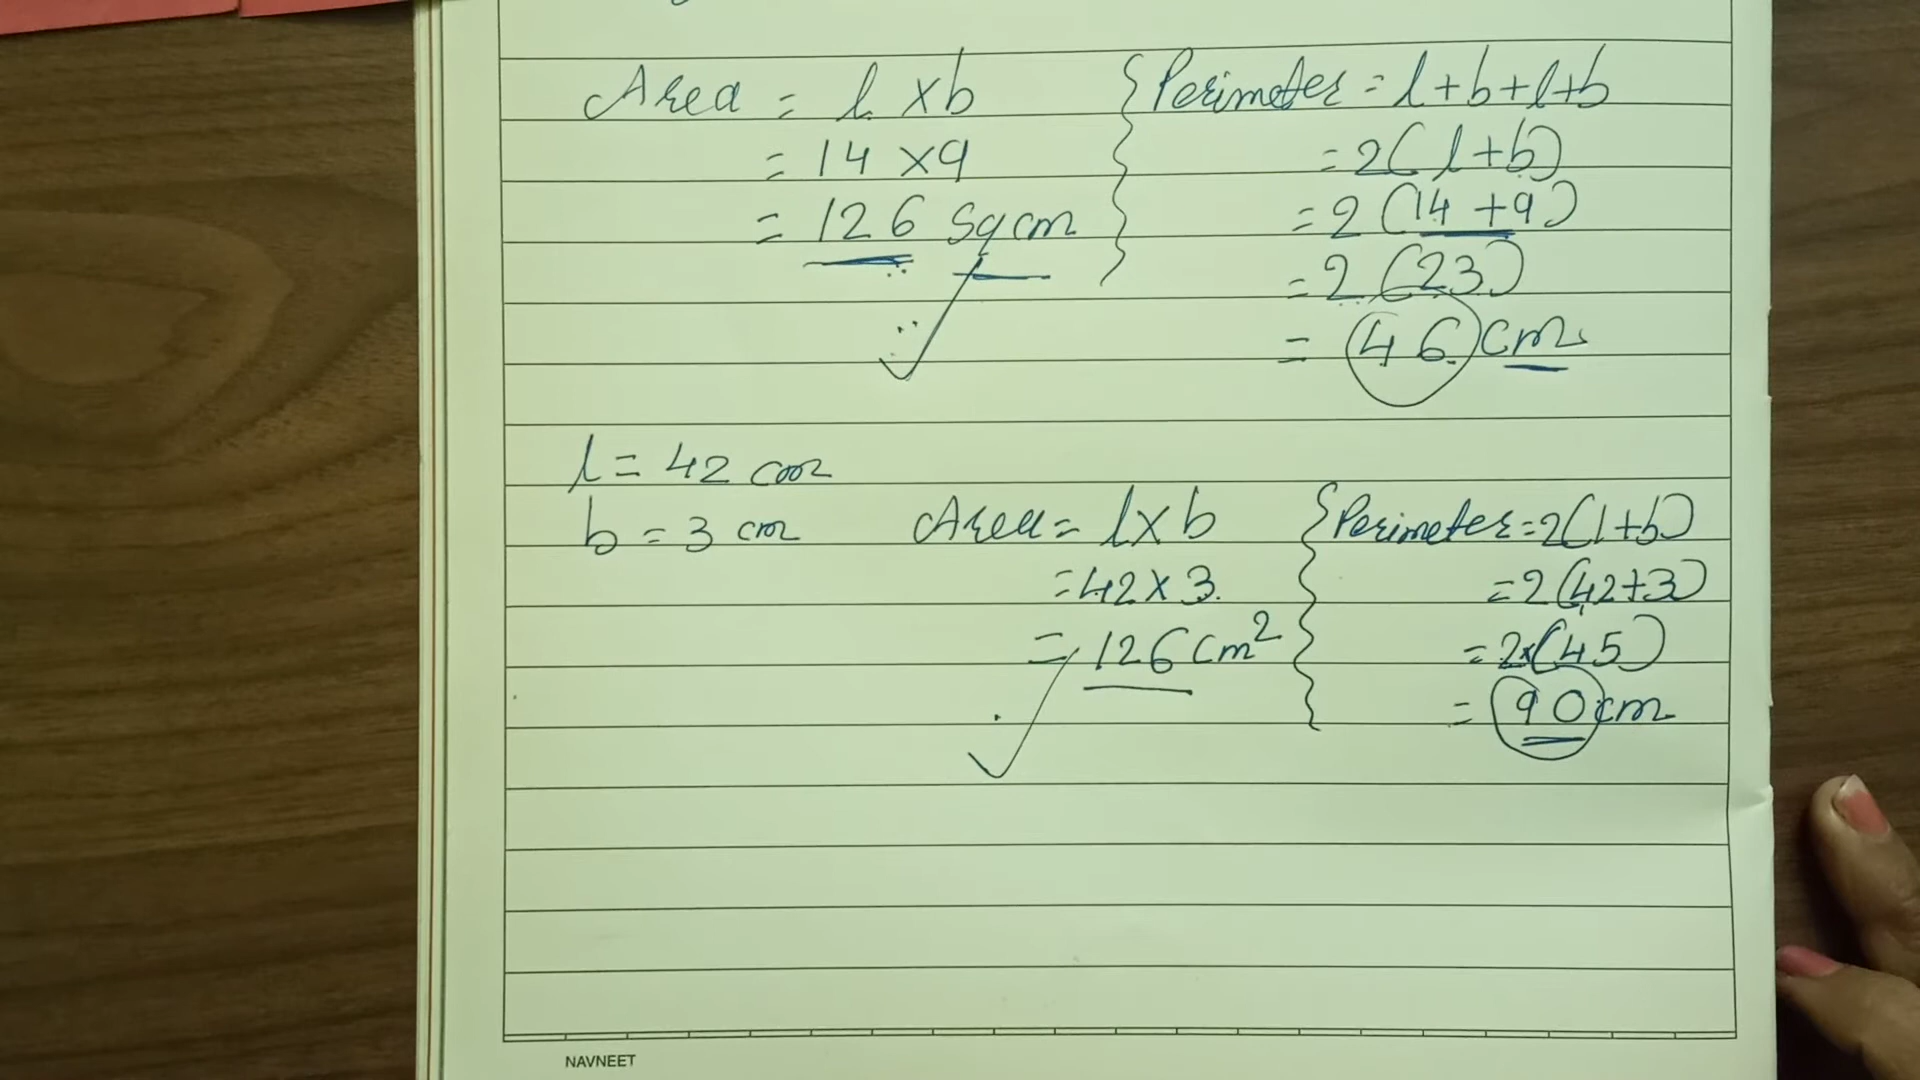 Area = l x b
= 14 x 9
= 126 sq cm
Perimeter = l+b+l+b
= 2(l+b)
= 2(14+9)
= 2(23)
= 46 cm
l = 42 cm
b = 3 cm
Area = l x b
= 42 x 3
= 126 cm²
Perimeter = 2(l+b)
= 2(42+3)
= 2x(45)
= 90 cm
NAVNEET